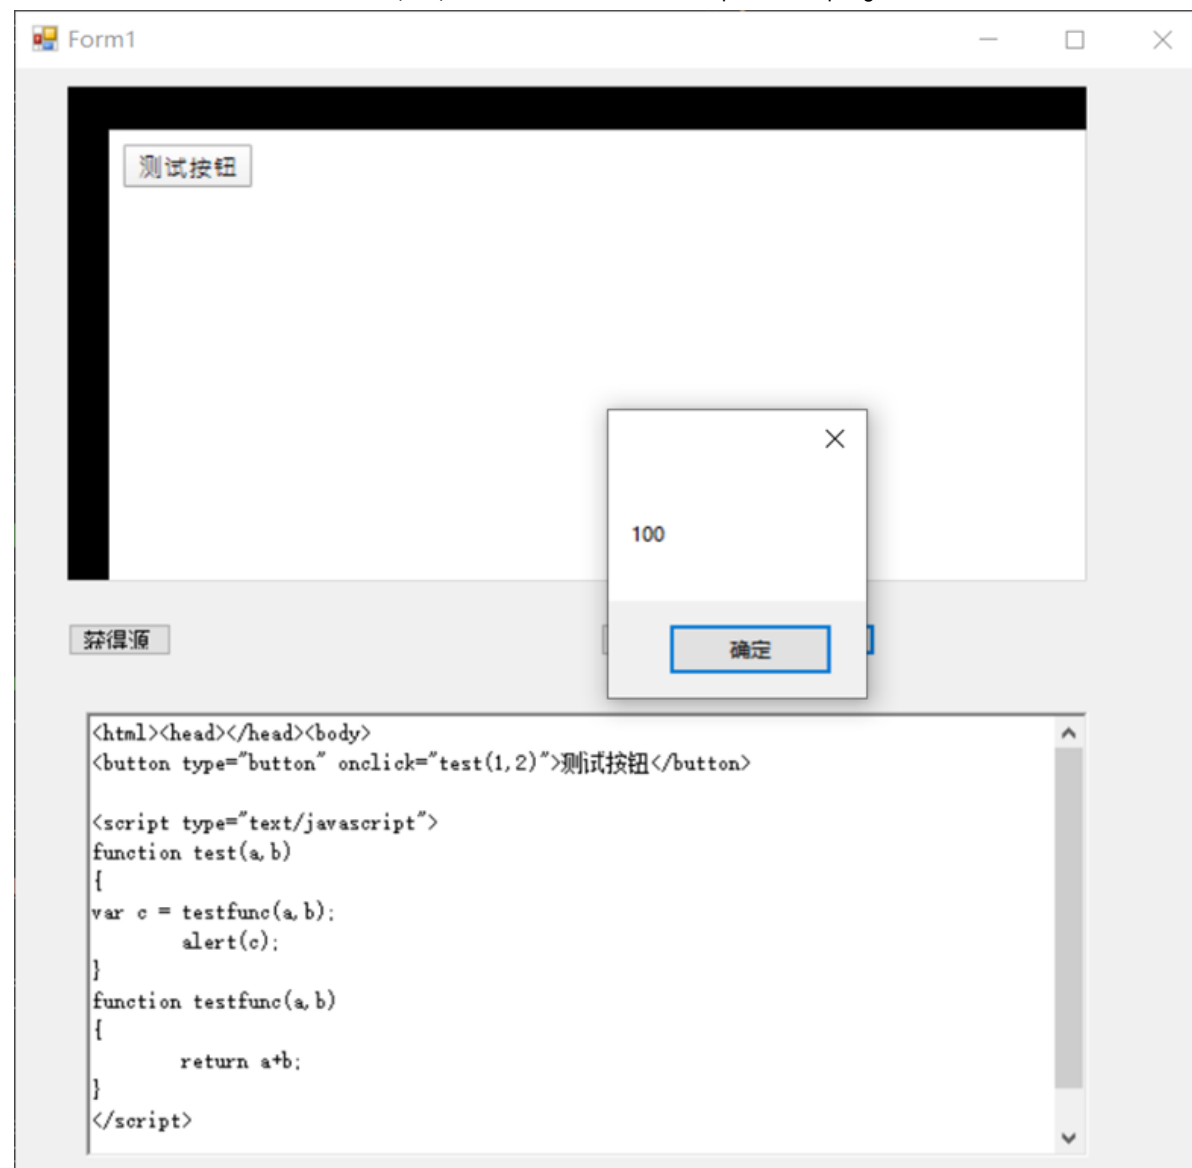 Form1
测试按钮
100
获得源
确定
<html><head></head><body>
<button type="button" onclick="test(1,2)">测试按钮</button>
<script type="text/javascript">
function test(a,b)
{
var c = testfunc(a,b);
alert(c);
}
function testfunc(a,b)
{
return a+b;
}
</script>